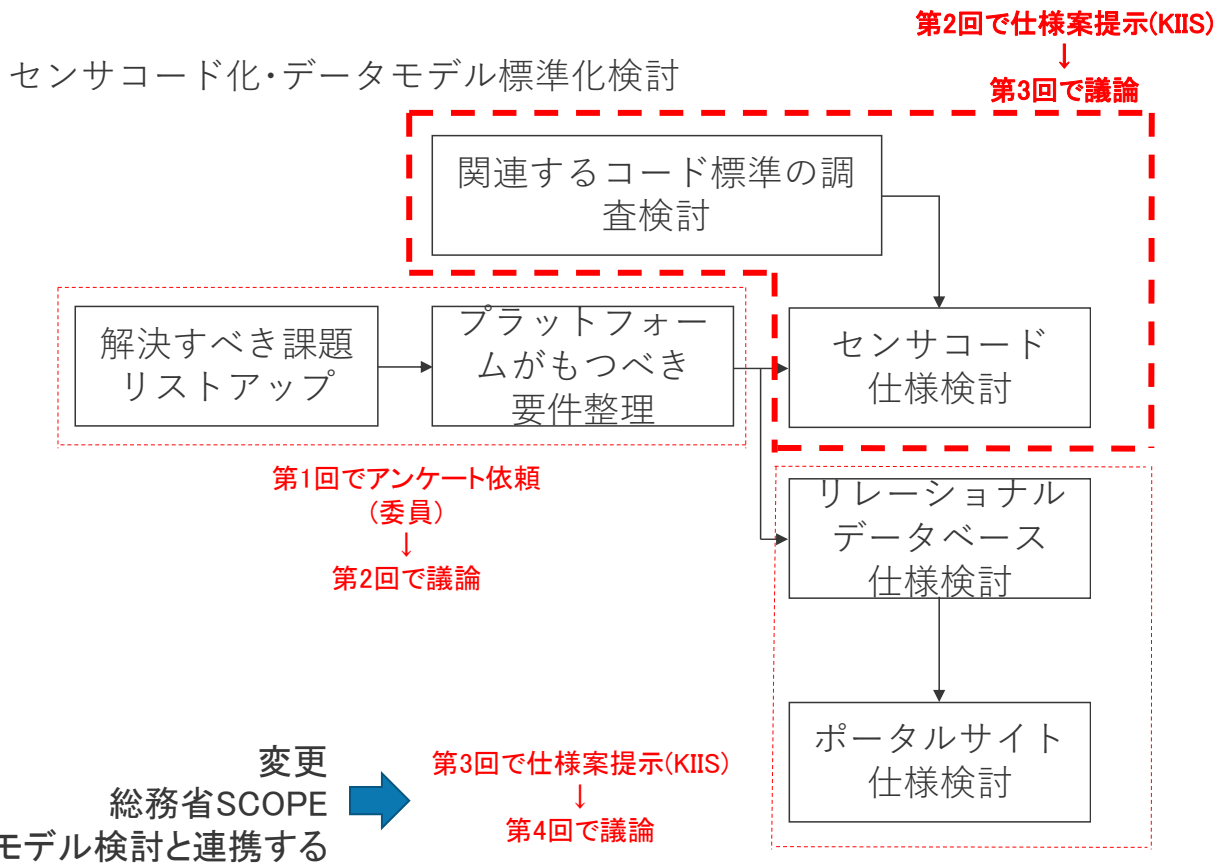 第2回で仕様案提示(KIIS)
↓
第3回で議論
センサコード化・データモデル標準化検討
関連するコード標準の調
査検討
解決すべき課題
リストアップ
プラットフォー
ムがもつべき
要件整理
センサコード
仕様検討
第1回でアンケート依頼
(委員)
↓
第2回で議論
リレーショナル
データベース
仕様検討
ポータルサイト
仕様検討
変更
総務省SCOPE
モデル検討と連携する
第3回で仕様案提示(KIIS)
↓
第4回で議論